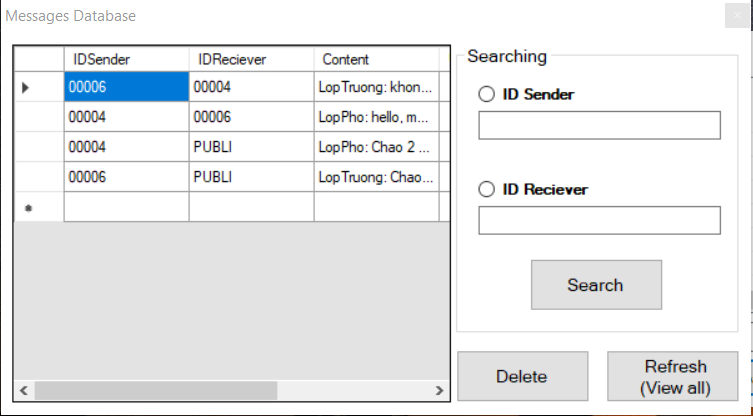 Messages Database
IDSender IDReciever Content
00006 00004 LopTruong: khon...
00004 00006 LopPho: hello, m...
00004 PUBLI LopPho: Chao 2 ...
00006 PUBLI LopTruong: Chao...
Searching
ID Sender
ID Reciever
Search
Delete
Refresh
(View all)